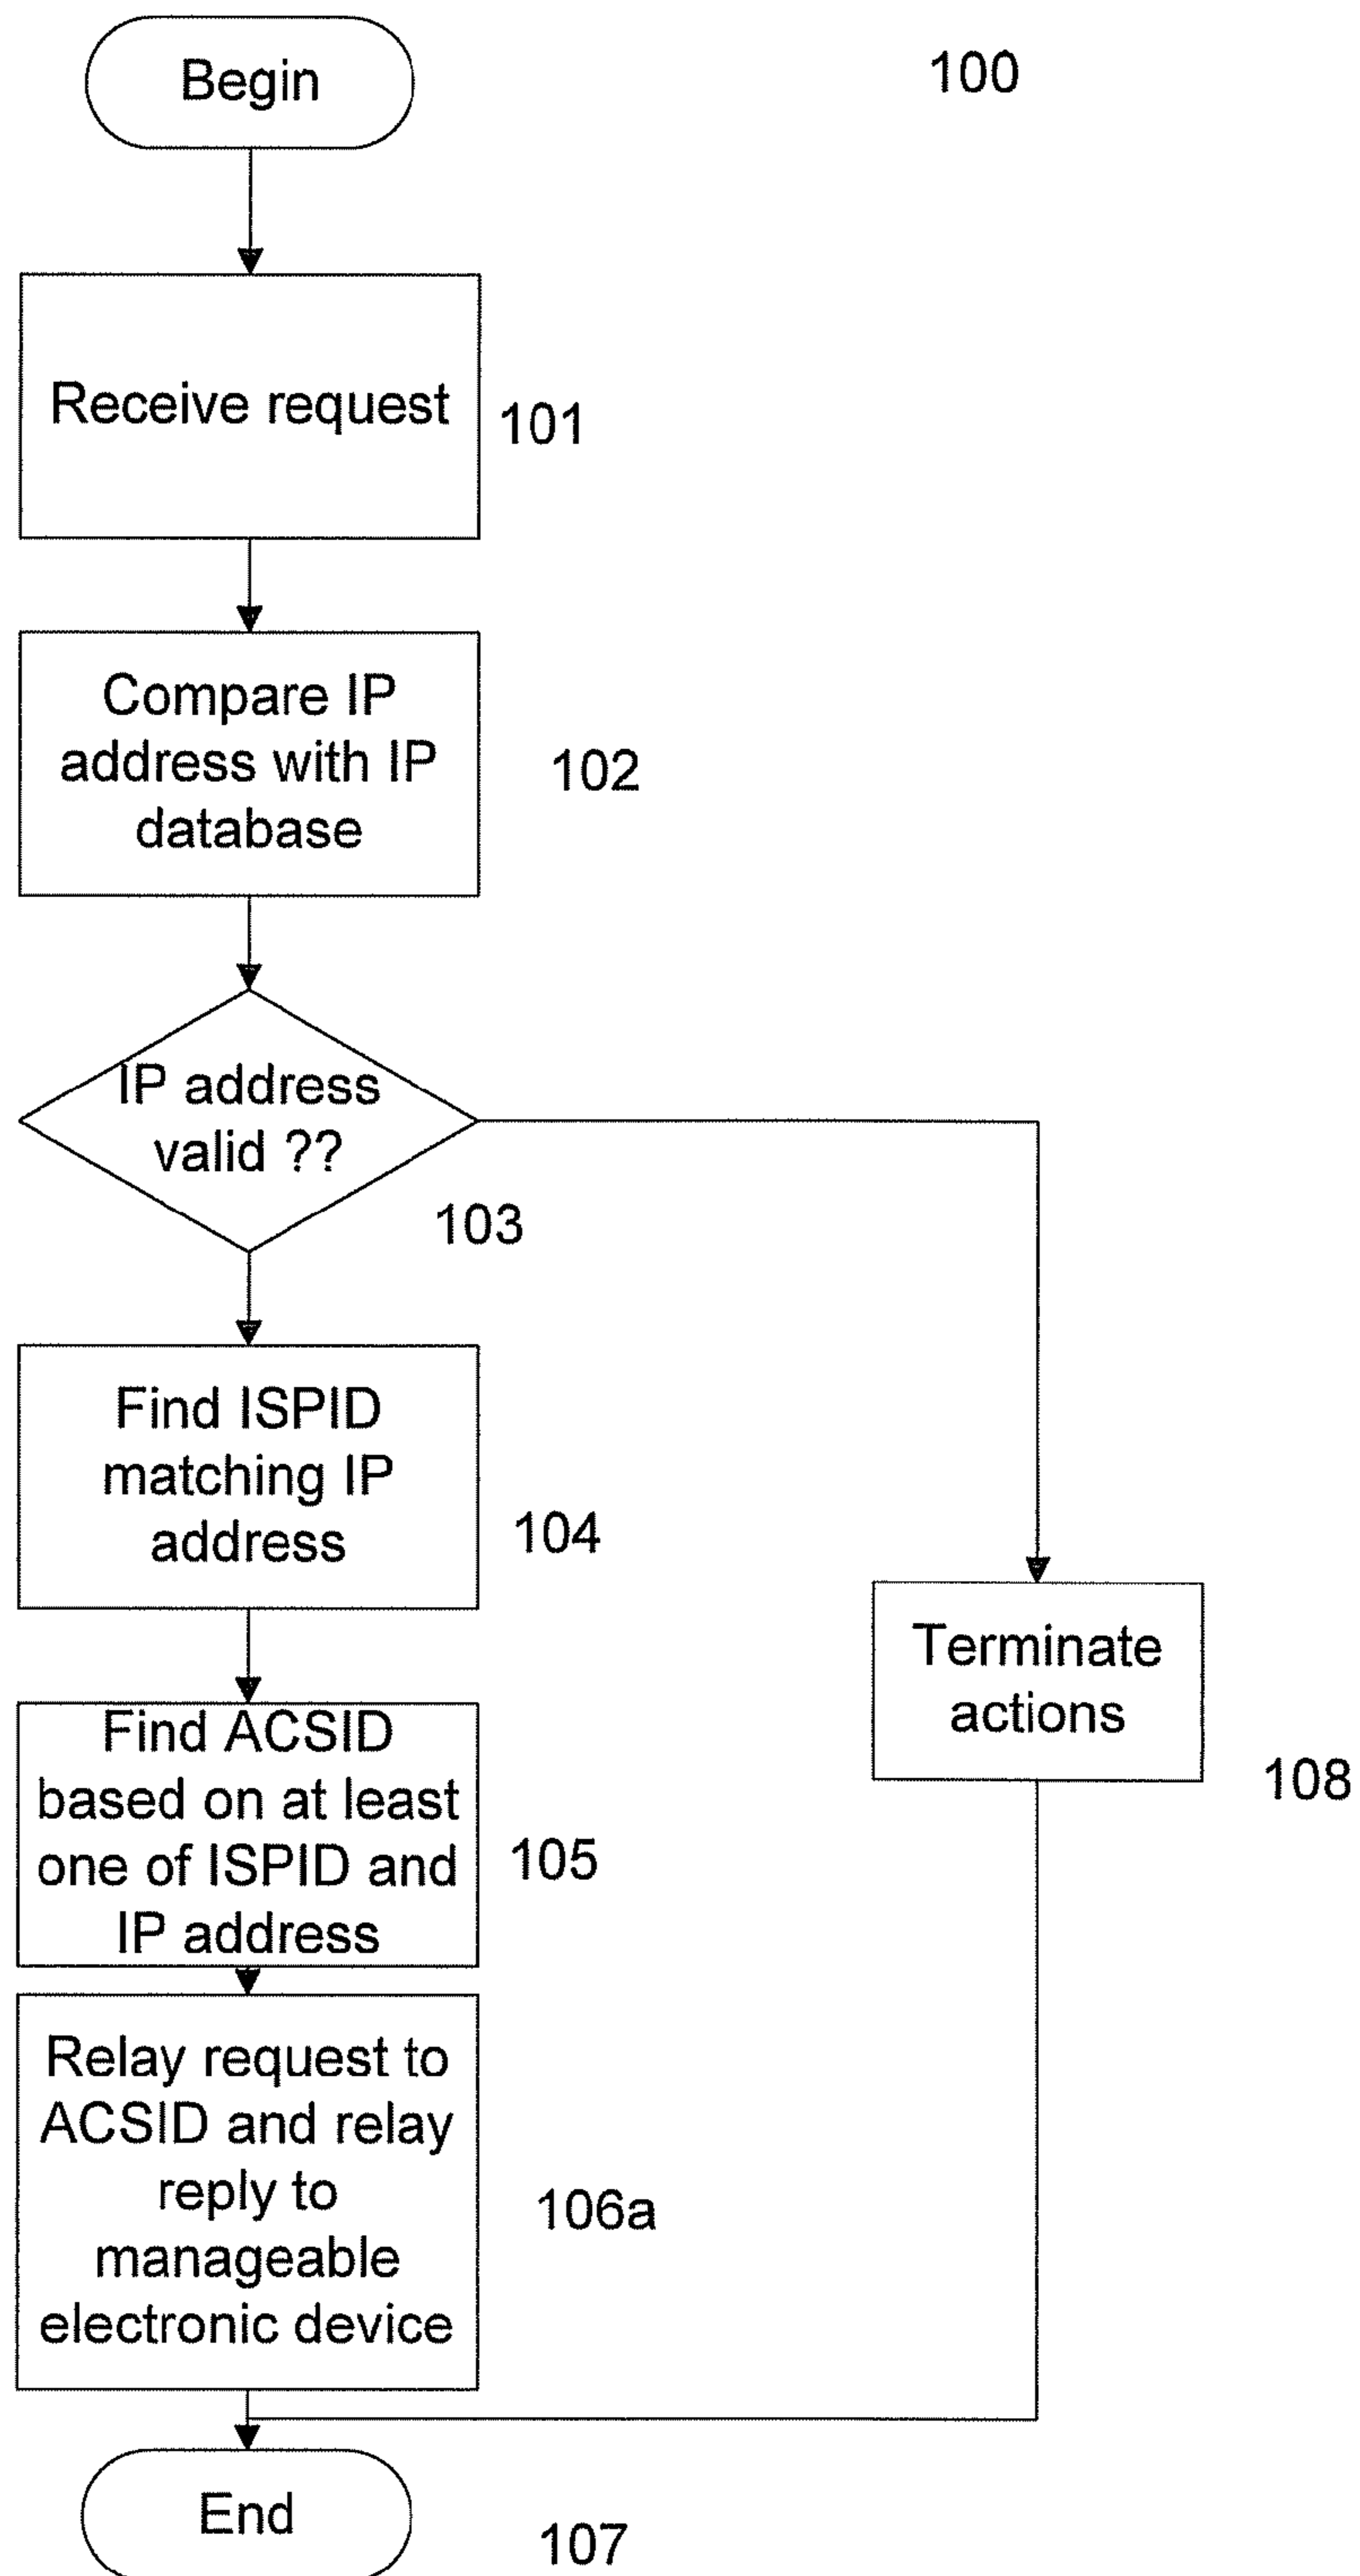 Begin
100
Receive request
101
Compare IP
address with IP
database
102
IP address
valid ??
103
Find ISPID
matching IP
address
104
Terminate
actions
108
Find ACSID
based on at least
one of ISPID and
IP address
105
Relay request to
ACSID and relay
reply to
manageable
electronic device
106a
End
107